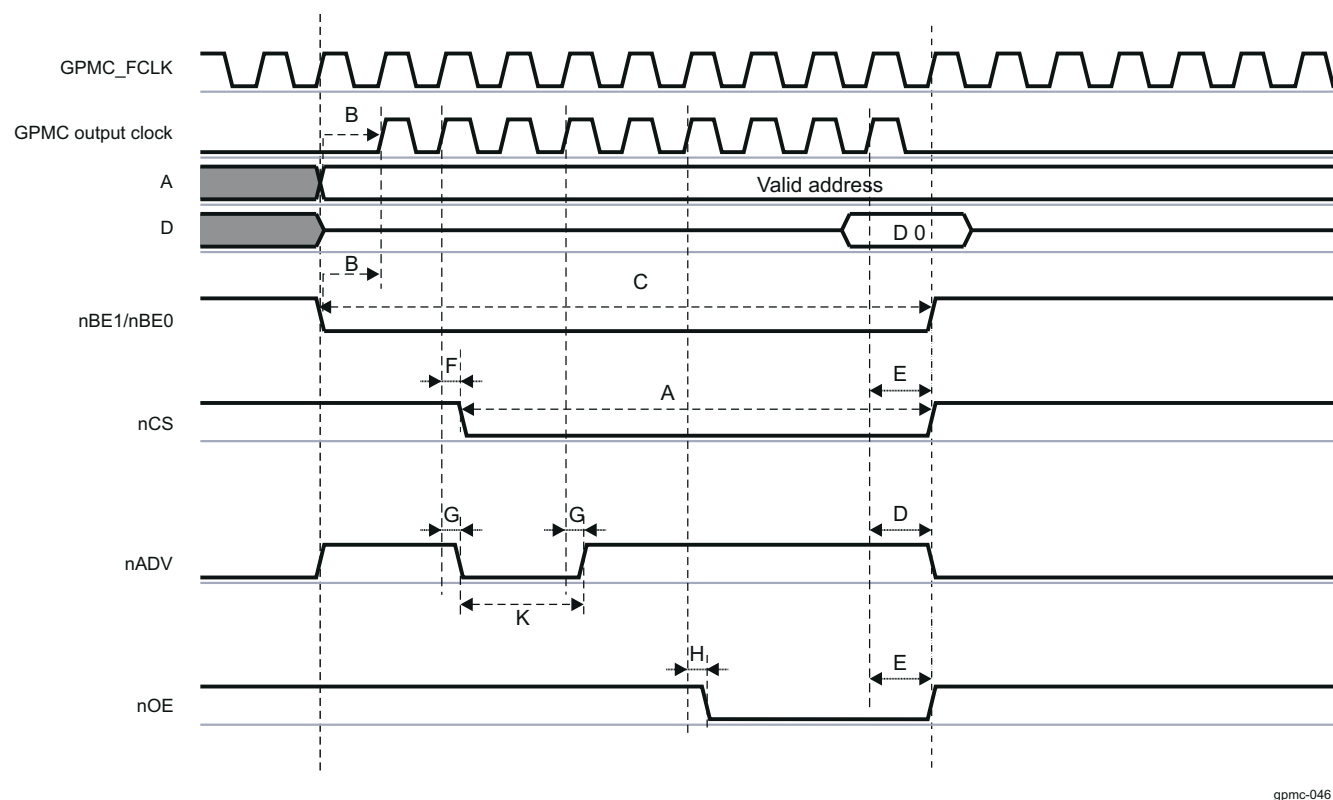 GPMC_FCLK
GPMC output clock
B
A
Valid address
D
D 0
B
C
nBE1/nBE0
F
E
A
nCS
G
G
D
nADV
K
H
E
nOE
gpmc-046